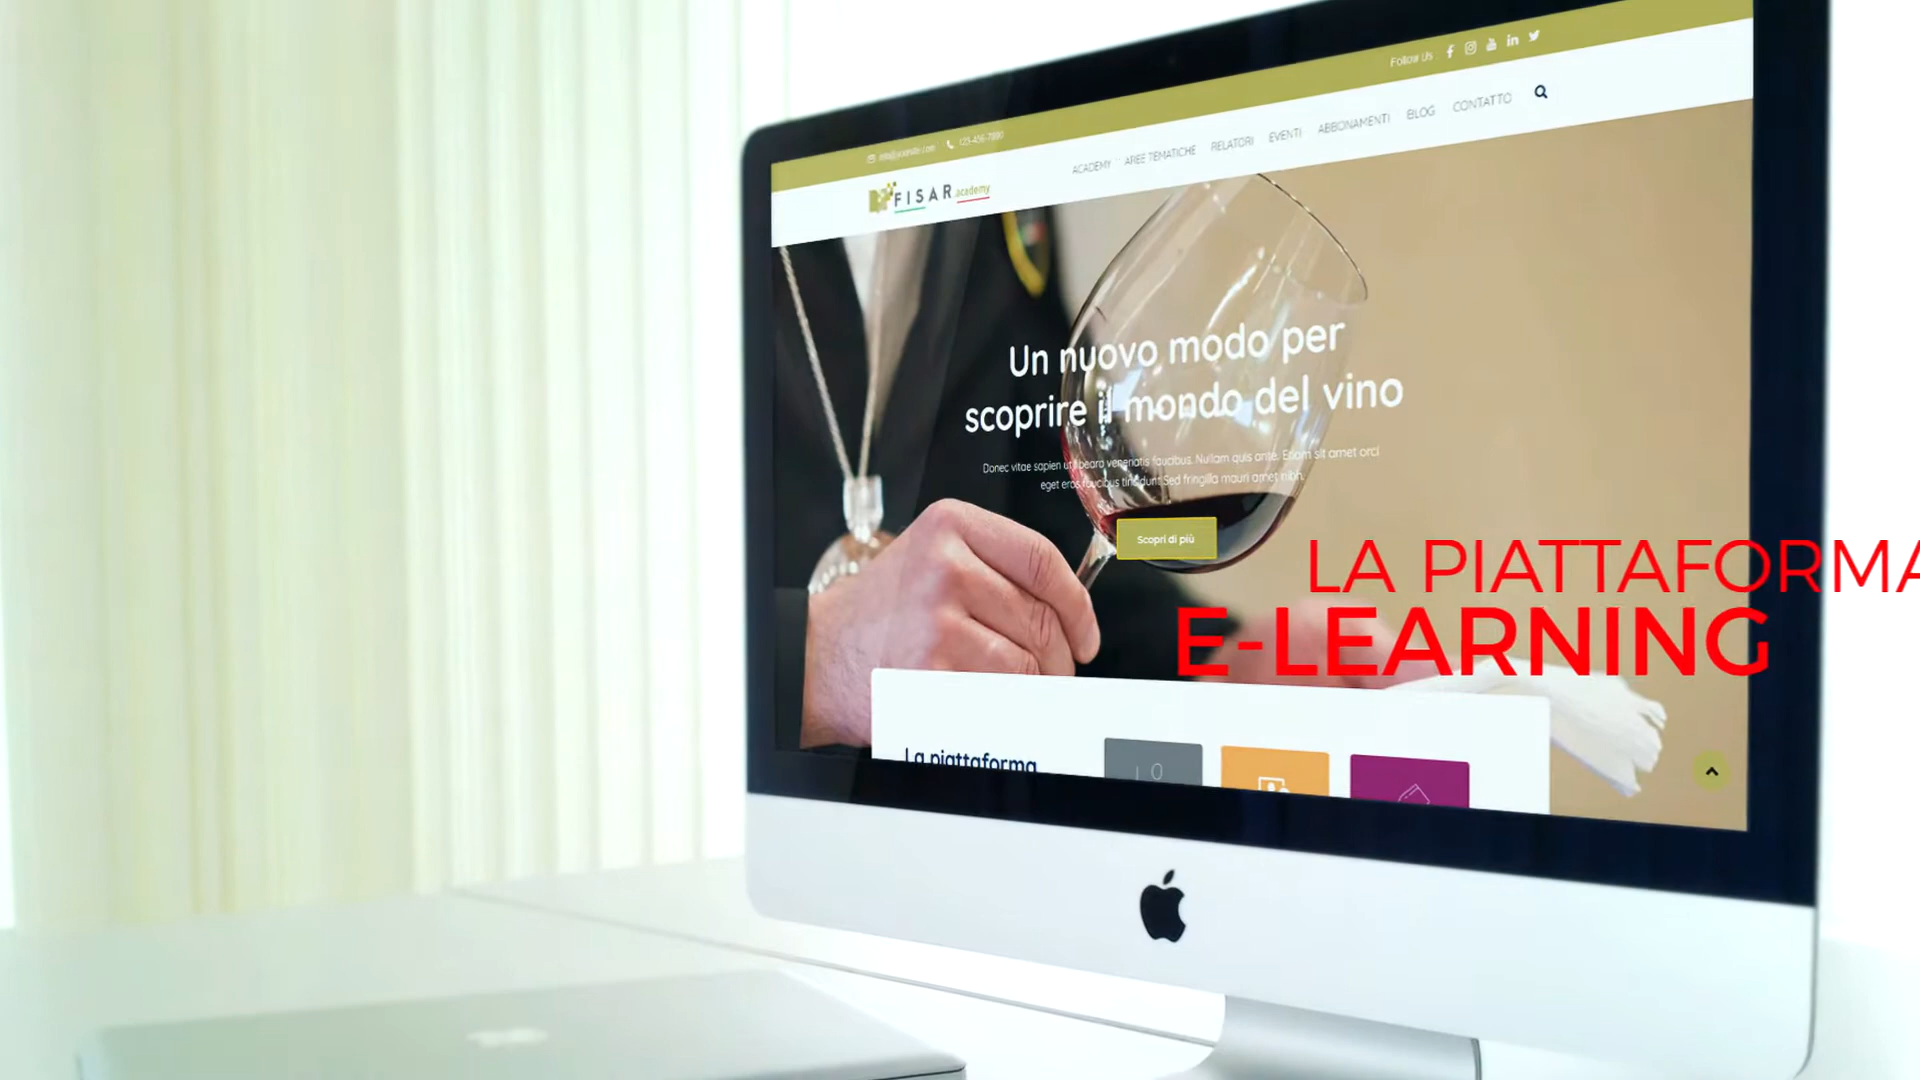 Follow Us
info@yoursite.com 123-456-7890
FISAR academy
ACADEMY AREE TEMATICHE RELATORI EVENTI ABBONAMENTI BLOG CONTATTO
Un nuovo modo per
scoprire il mondo del vino
Donec vitae sapien ut libero venenatis faucibus. Nullam quis ante. Etiam sit amet orci
eget eros faucibus tincidunt Sed fringilla mauri amet nibh.
Scopri di più
LA PIATTAFORMA
E-LEARNING
La piattaforma